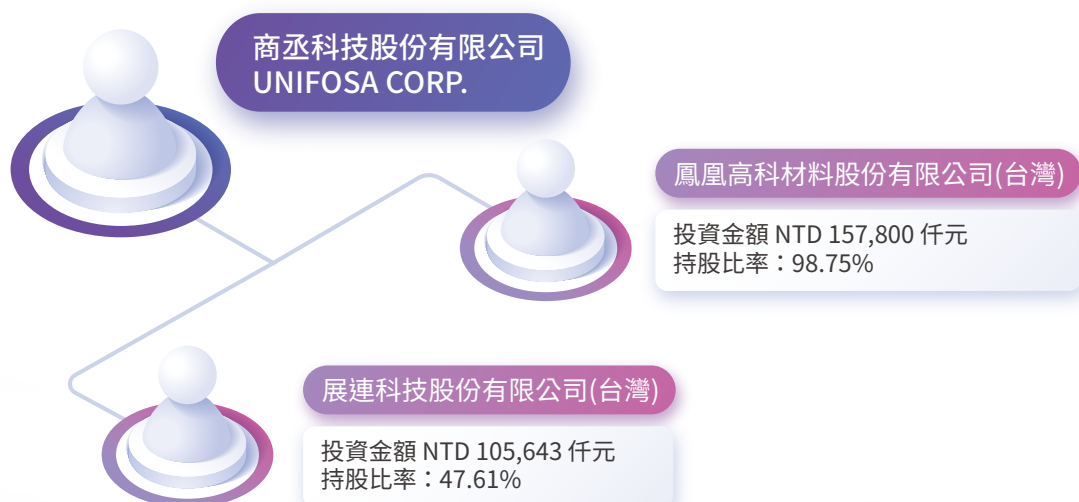 商丞科技股份有限公司
UNIFOSA CORP.
鳳凰高科材料股份有限公司(台灣)
投資金額 NTD 157,800 仟元
持股比率：98.75%
展連科技股份有限公司(台灣)
投資金額 NTD 105,643 仟元
持股比率：47.61%